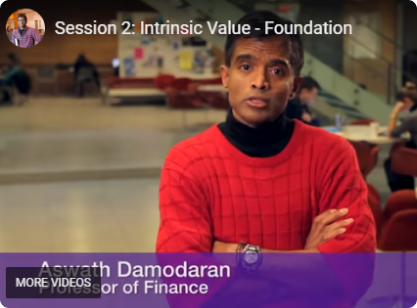 Session 2: Intrinsic Value - Foundation
Aswath Damodaran
MORE VIDEOS
Professor of Finance